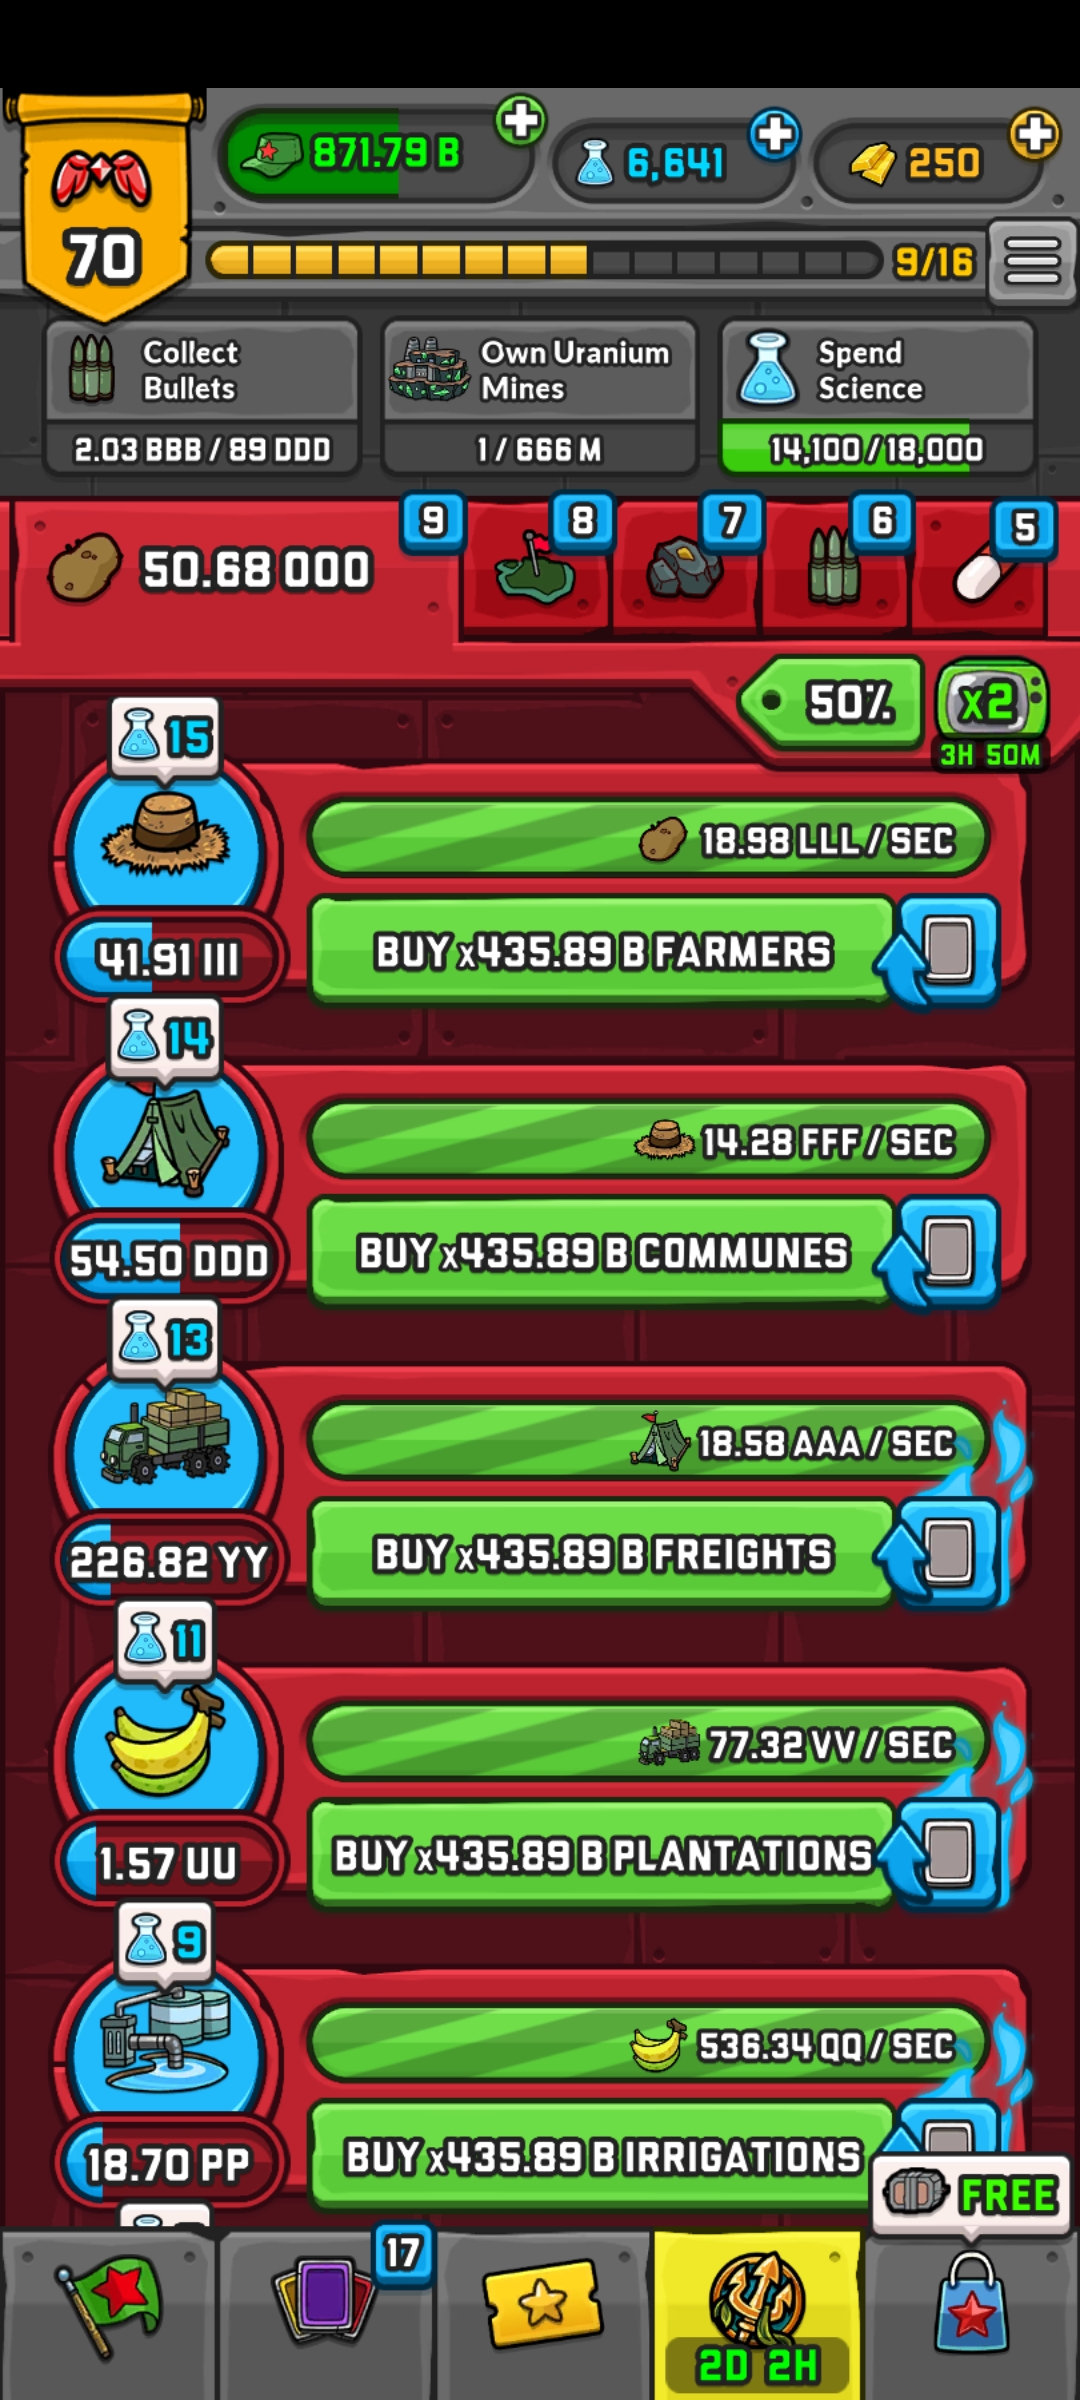 871.79 B
6,641
250
70
9/16
Collect
Bullets
Own Uranium
Mines
Spend
Science
2.03 BBB / 89 DDD
1 / 666 M
14,100 / 18,000
9
8
7
6
5
50.68 OOO
50%
x2
3H 50M
15
18.98 LLL / SEC
BUY x435.89 B FARMERS
41.91 III
14
14.28 FFF / SEC
BUY x435.89 B COMMUNES
54.50 DDD
13
18.58 AAA / SEC
BUY x435.89 B FREIGHTS
226.82 YY
11
77.32 VV / SEC
BUY x435.89 B PLANTATIONS
1.57 UU
9
536.34 QQ / SEC
BUY x435.89 B IRRIGATIONS
18.70 PP
FREE
17
2D 2H